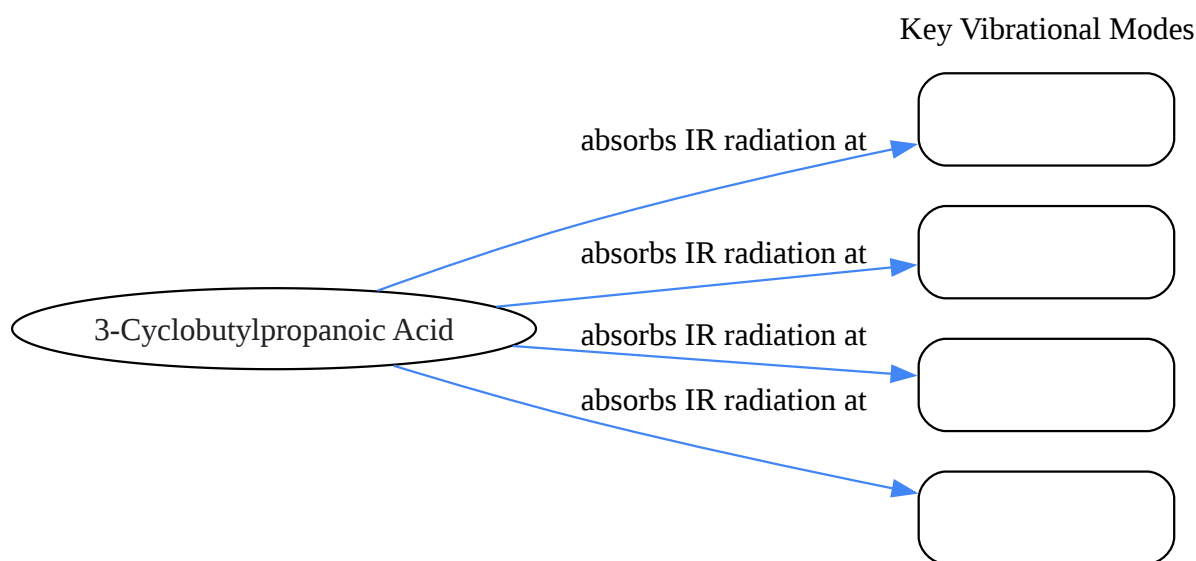 Key Vibrational Modes
absorbs IR radiation at
absorbs IR radiation at
3-Cyclobutylpropanoic Acid
absorbs IR radiation at
absorbs IR radiation at